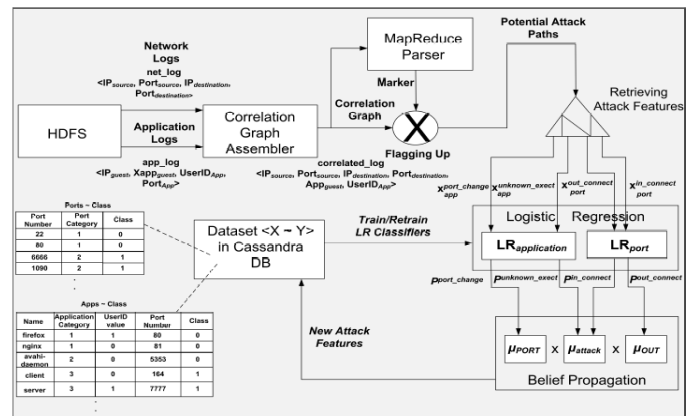 Network
Logs
net_log
<IPsource, Portsource, IPdestination,
Portdestination>
HDFS
Application
Logs
app_log
<IPguest, Xappguest, UserIDApp,
PortApp>
Correlation
Graph
Assembler
correlated_log
<IPsource, Portsource, IPdestination, Portdestination,
Appguest, UserIDApp>
MapReduce
Parser
Marker
Correlation
Graph
X
Flagging Up
Potential Attack
Paths
Retrieving
Attack Features
xport_change app
xunknown_exect app
xout_connect port
xin_connect port
Logistic Regression
LRapplication
LRport
Pport_change
Punknown_exect
Pin_connect
Pout_connect
μPORT x μattack x μOUT
Belief Propagation
Dataset <X ~ Y>
in Cassandra
DB
Train/Retrain
LR Classifiers
New Attack
Features
Ports ~ Class
Port Number Port Category Class
22 1 0
80 1 0
6666 2 1
1090 2 1
Apps ~ Class
Name Application Category UserID value Port Number Class
firefox 1 1 80 0
nginx 1 0 81 0
avahi-daemon 2 0 5353 0
client 3 0 164 1
server 3 1 7777 1